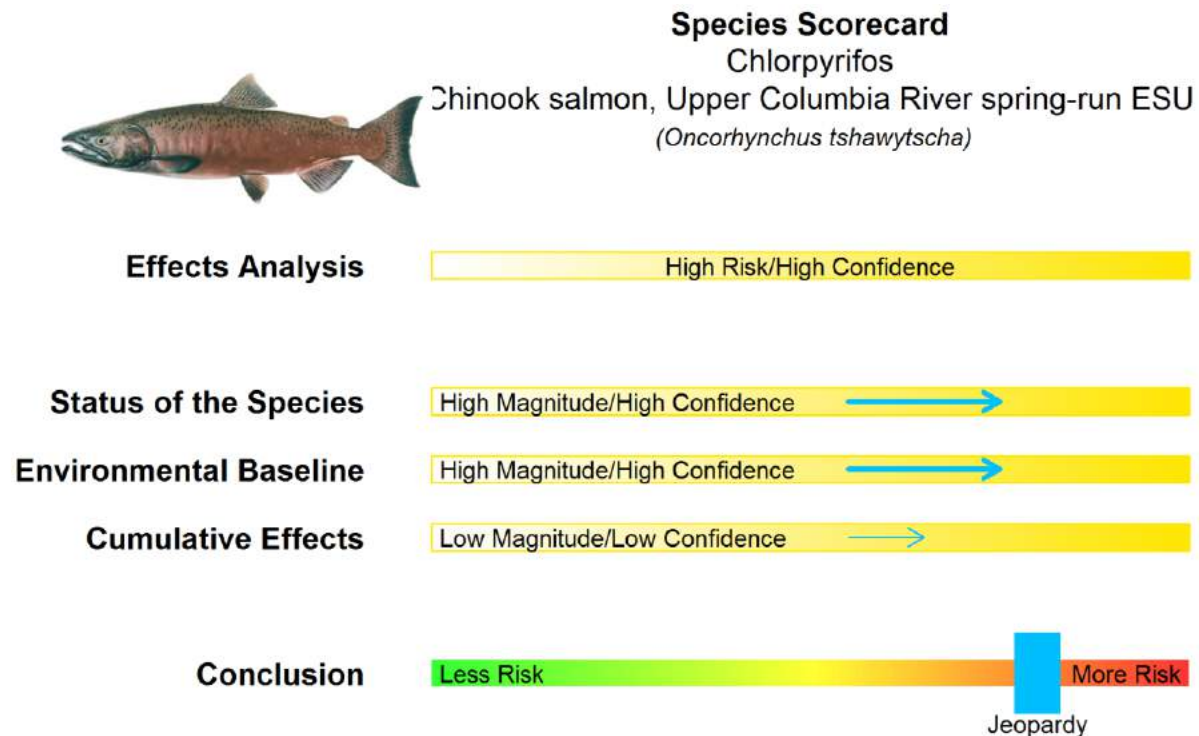 Species Scorecard
Chlorpyrifos
Chinook salmon, Upper Columbia River spring-run ESU
(Oncorhynchus tshawytscha)
Effects Analysis High Risk/High Confidence
Status of the Species High Magnitude/High Confidence
Environmental Baseline High Magnitude/High Confidence
Cumulative Effects Low Magnitude/Low Confidence
Conclusion Less Risk More Risk
Jeopardy